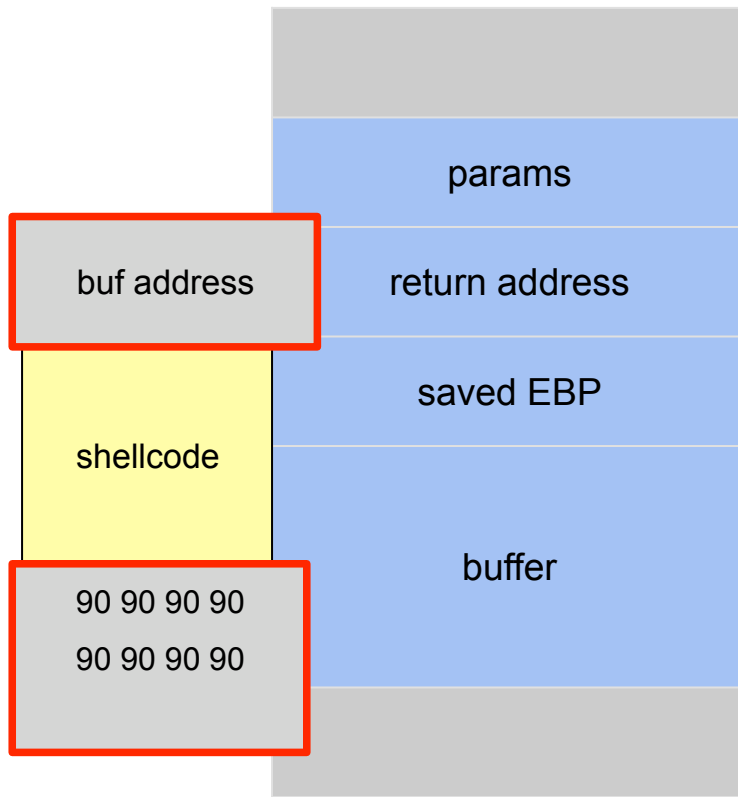 params
buf address
return address
saved EBP
shellcode
buffer
90 90 90 90
90 90 90 90